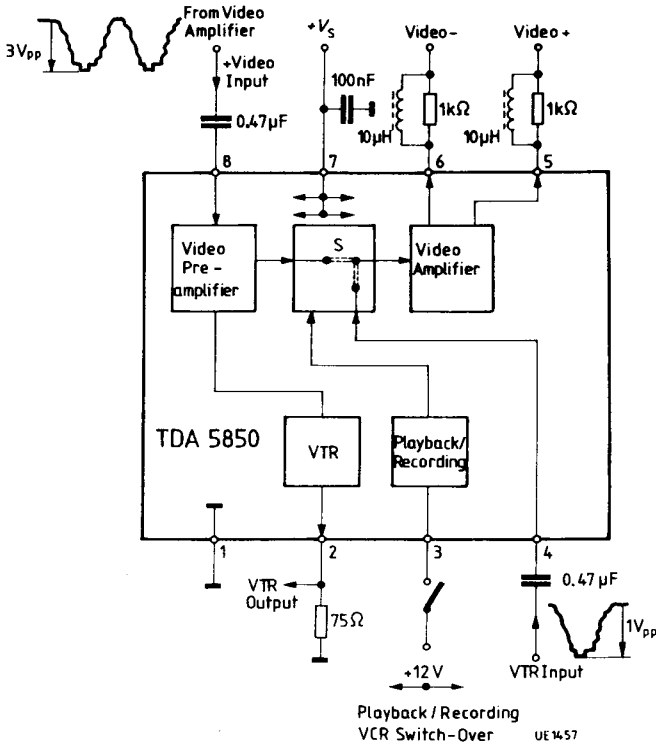 From Video
Amplifier
+Video
Input
3Vpp
0.47µF
+Vs
100nF
Video-
Video+
10µH
1kΩ
10µH
1kΩ
8
7
6
5
Video
Pre-
amplifier
S
Video
Amplifier
TDA 5850
VTR
Playback/
Recording
1
2
3
4
VTR
Output
75Ω
0.47µF
1Vpp
+12V
VTR Input
Playback / Recording
VCR Switch-Over
UE1457